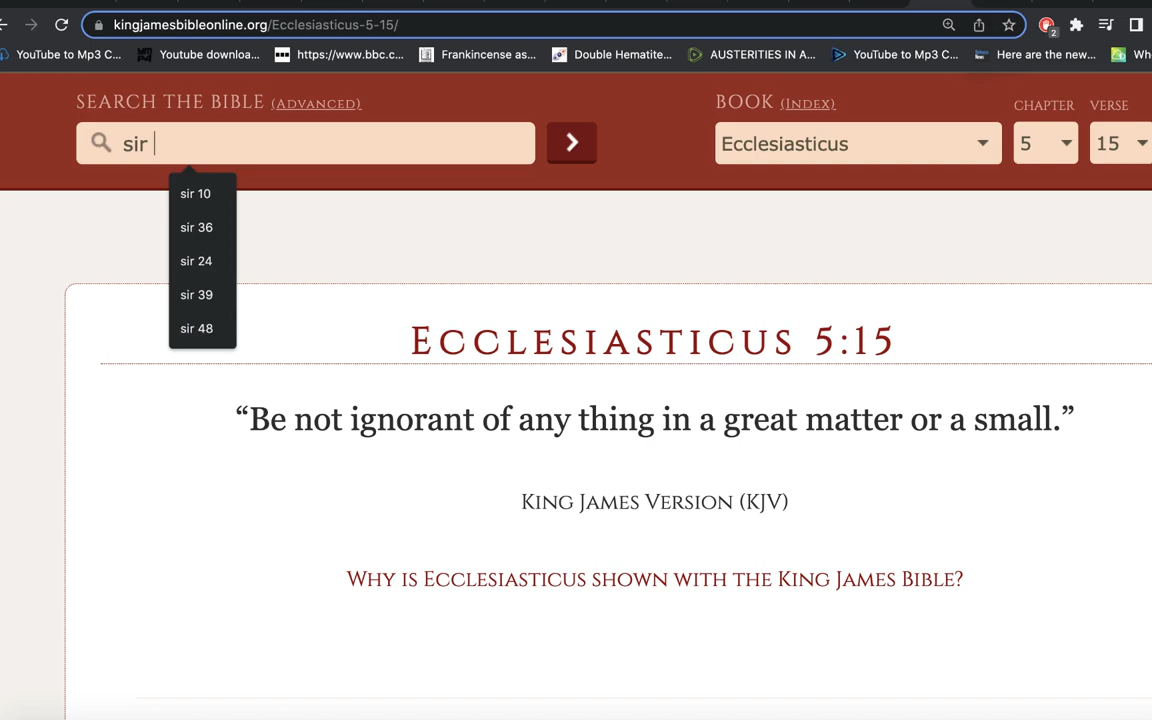 kingjamesbibleonline.org/Ecclesiasticus-5-15/
2
YouTube to Mp3 C... Youtube downloa... https://www.bbc.c... Frankincense as... Double Hematite... AUSTERITIES IN A... YouTube to Mp3 C... Here are the new... Wh
SEARCH THE BIBLE (ADVANCED) BOOK (INDEX) CHAPTER VERSE
sir Ecclesiasticus 5 15
sir 10
sir 36
sir 24
sir 39
sir 48
ECCLESIASTICUS 5:15
“Be not ignorant of any thing in a great matter or a small.”
KING JAMES VERSION (KJV)
WHY IS ECCLESIASTICUS SHOWN WITH THE KING JAMES BIBLE?